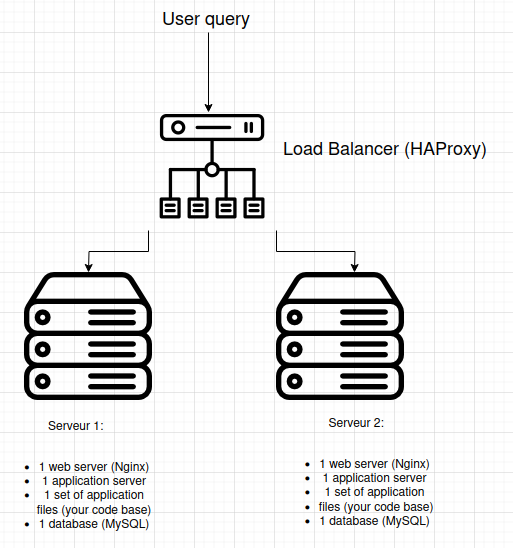 User query
Load Balancer (HAProxy)
Serveur 1:
• 1 web server (Nginx)
• 1 application server
• 1 set of application
files (your code base)
• 1 database (MySQL)
Serveur 2:
• 1 web server (Nginx)
• 1 application server
• 1 set of application
• files (your code base)
• 1 database (MySQL)